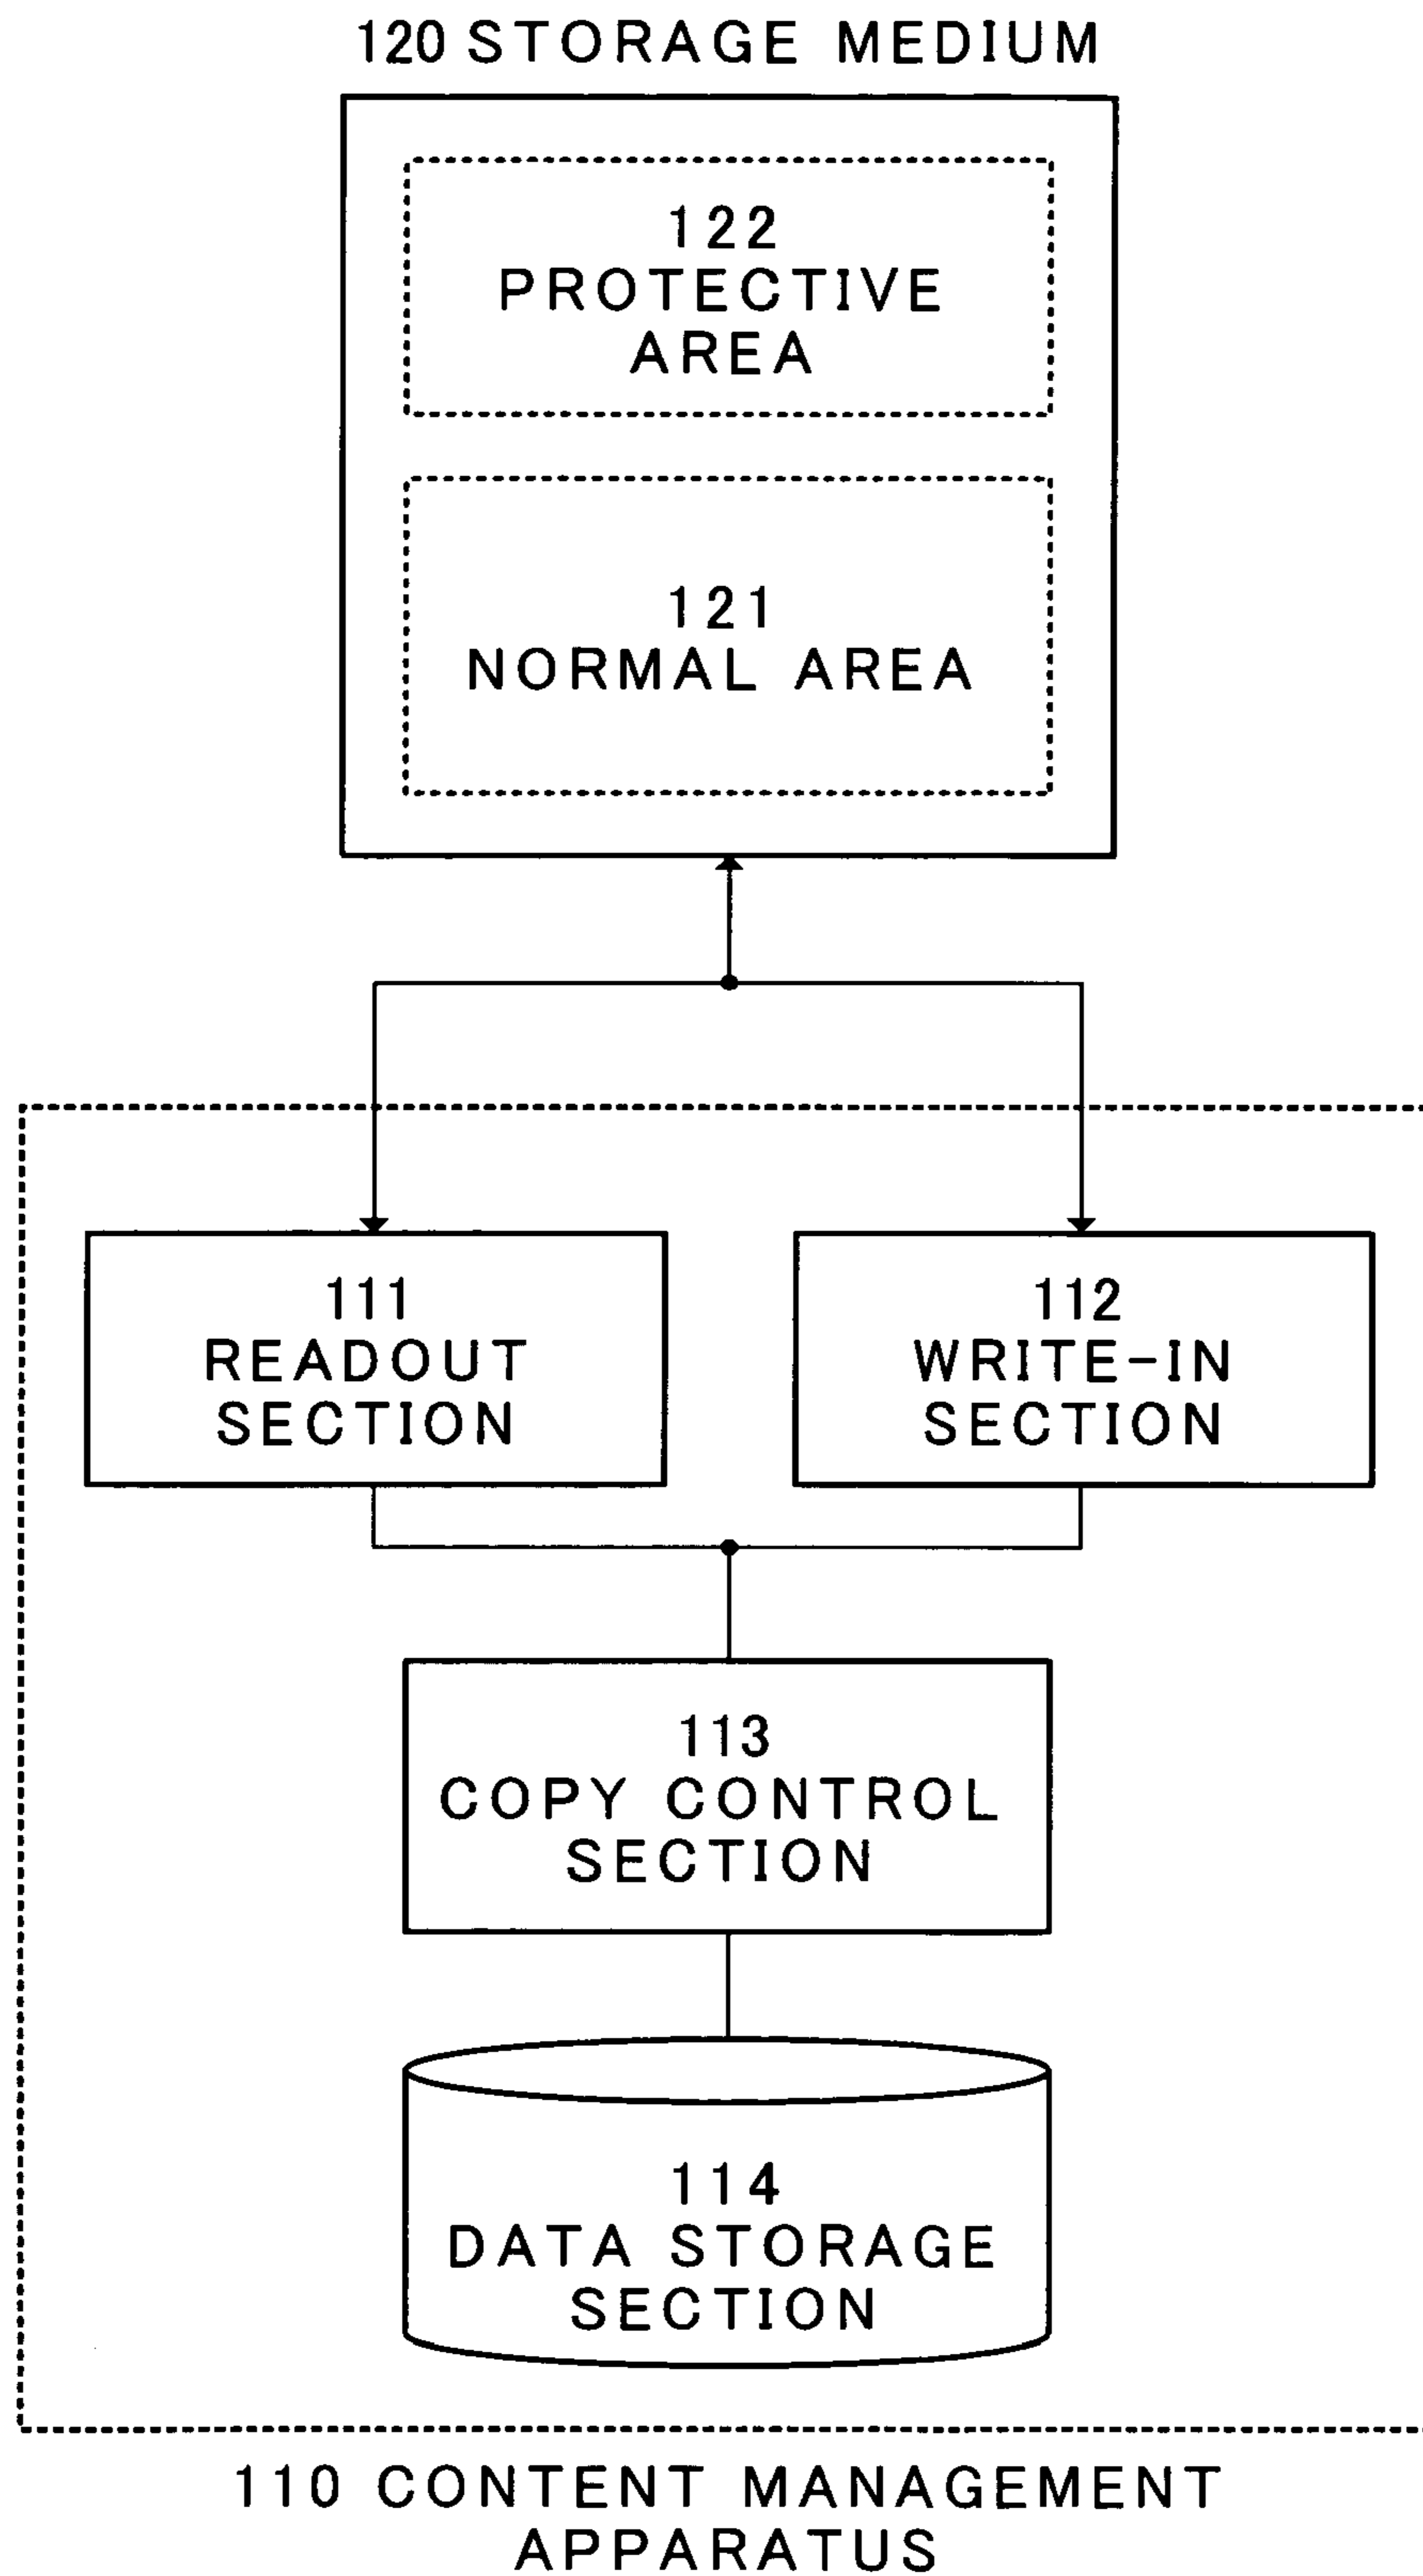 120 STORAGE MEDIUM
122
PROTECTIVE
AREA
121
NORMAL AREA
111
READOUT
SECTION
112
WRITE-IN
SECTION
113
COPY CONTROL
SECTION
114
DATA STORAGE
SECTION
110 CONTENT MANAGEMENT
APPARATUS